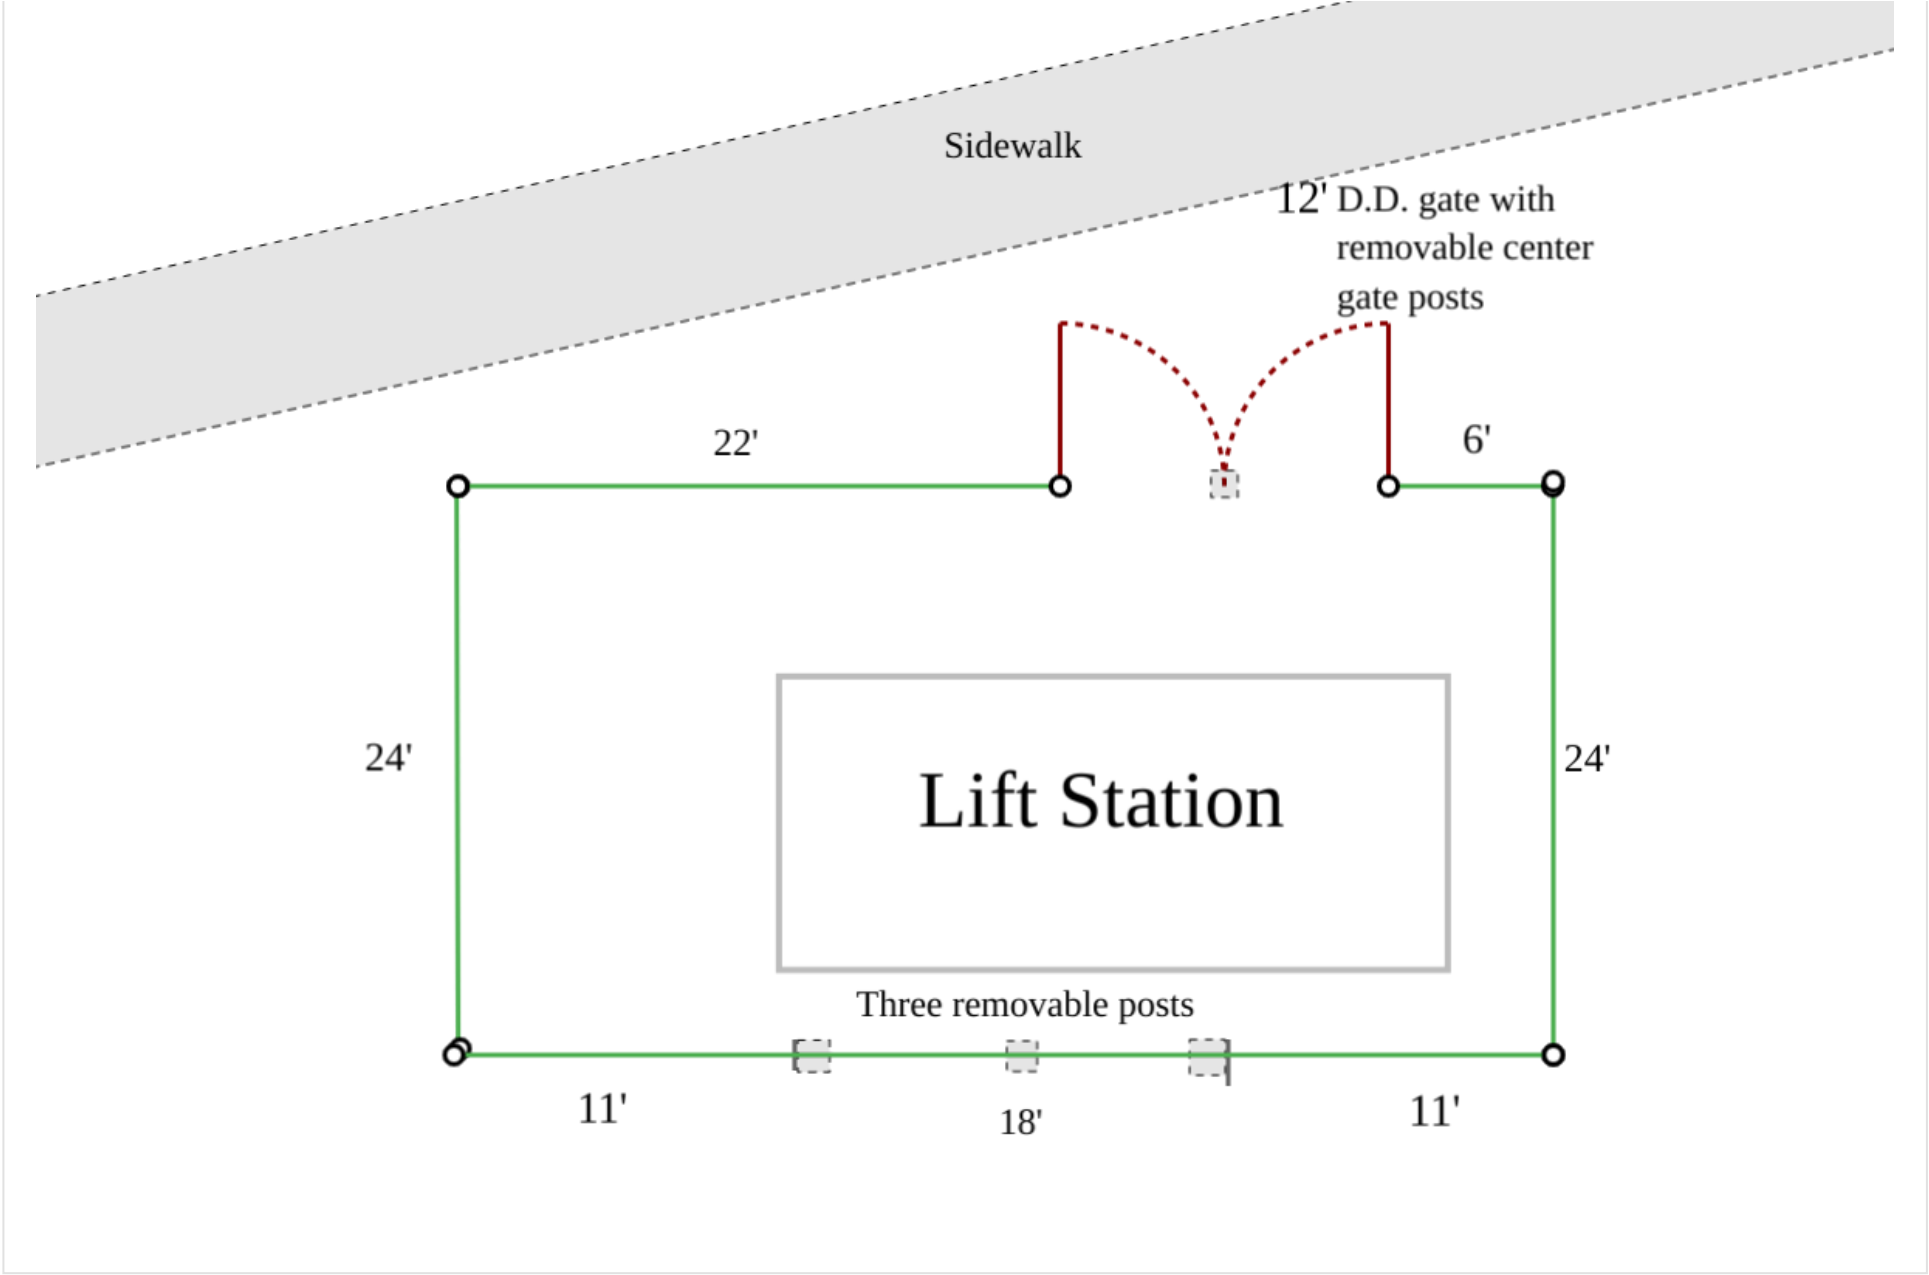 Sidewalk
12' D.D. gate with
removable center
gate posts
22'
6'
24'
24'
Lift Station
Three removable posts
11'
18'
11'